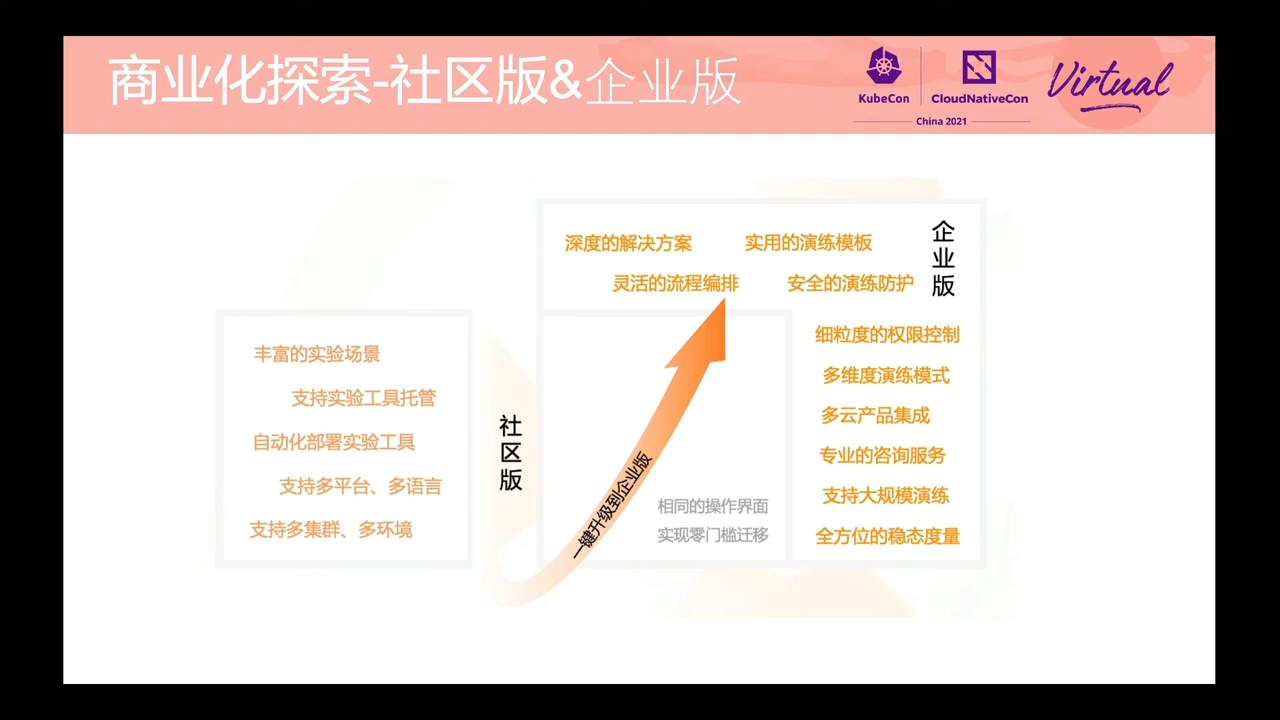 商业化探索-社区版&企业版
KubeCon
CloudNativeCon
China 2021
Virtual
丰富的实验场景
支持实验工具托管
自动化部署实验工具
支持多平台、多语言
支持多集群、多环境
社区版
一键升级到企业版
相同的操作界面
实现零门槛迁移
企业版
深度的解决方案
实用的演练模板
灵活的流程编排
安全的演练防护
细粒度的权限控制
多维度演练模式
多云产品集成
专业的咨询服务
支持大规模演练
全方位的稳态度量